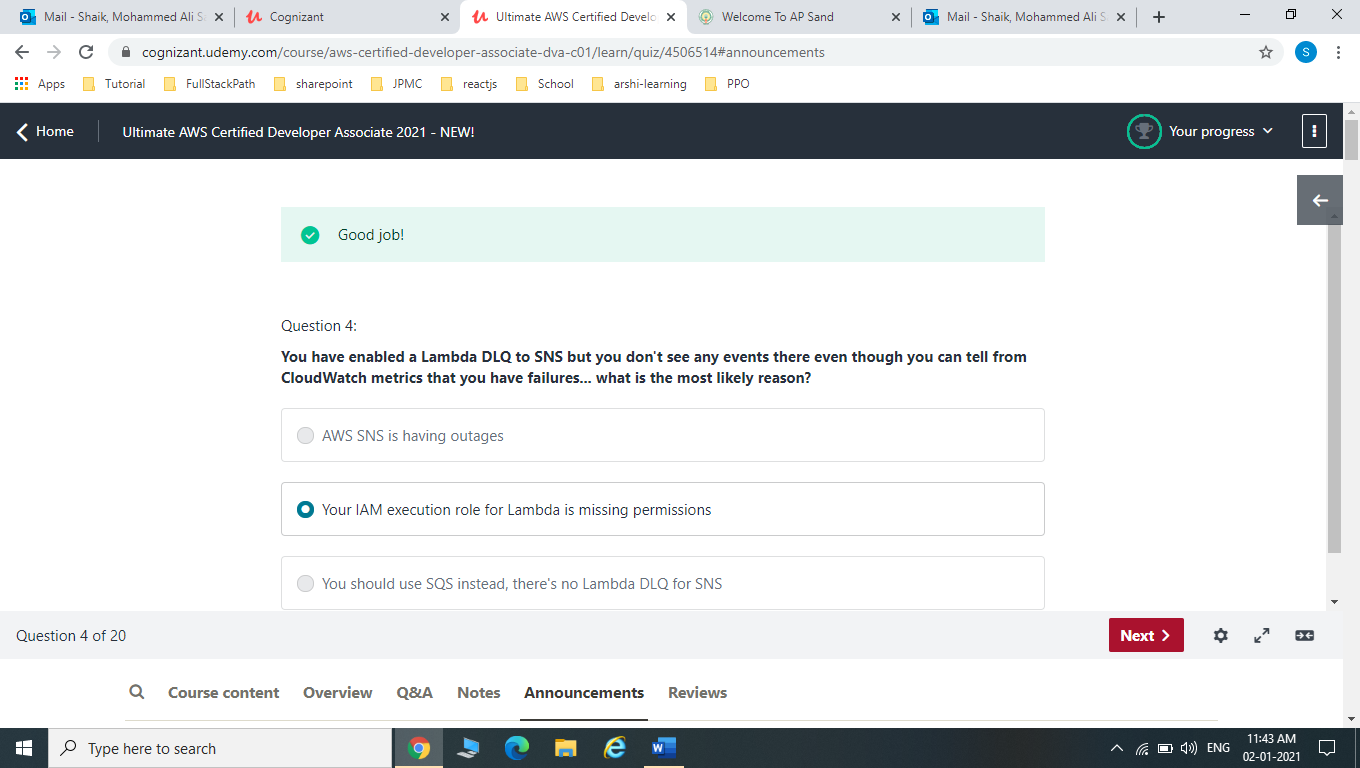 Mail - Shaik, Mohammed Ali S
Cognizant
Ultimate AWS Certified Develo
Welcome To AP Sand
Mail - Shaik, Mohammed Ali S
cognizant.udemy.com/course/aws-certified-developer-associate-dva-c01/learn/quiz/4506514#announcements
S
Apps Tutorial FullStackPath sharepoint JPMC reactjs School arshi-learning PPO
Home Ultimate AWS Certified Developer Associate 2021 - NEW! Your progress
Good job!
Question 4:
You have enabled a Lambda DLQ to SNS but you don't see any events there even though you can tell from
CloudWatch metrics that you have failures... what is the most likely reason?
AWS SNS is having outages
Your IAM execution role for Lambda is missing permissions
You should use SQS instead, there's no Lambda DLQ for SNS
Question 4 of 20 Next
Course content Overview Q&A Notes Announcements Reviews
Type here to search
ENG
11:43 AM
02-01-2021